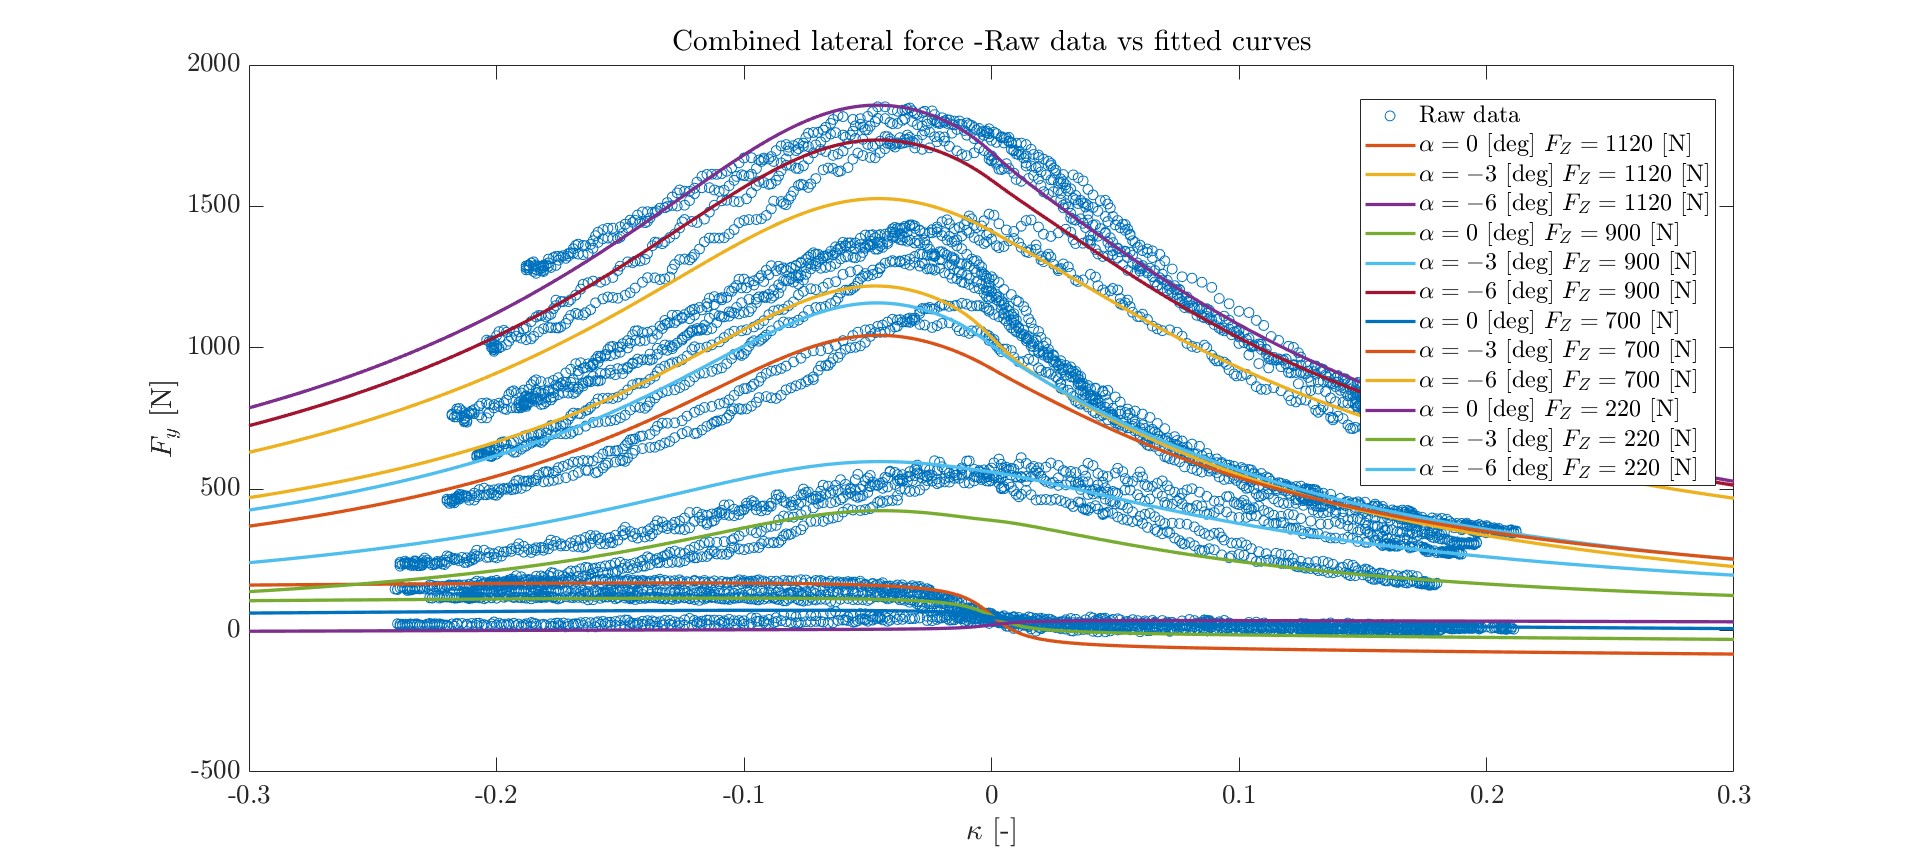 Combined lateral force -Raw data vs fitted curves
2000
1500
1000
500
0
-500
F_y [N]
Raw data
α = 0 [deg] F_Z = 1120 [N]
α = −3 [deg] F_Z = 1120 [N]
α = −6 [deg] F_Z = 1120 [N]
α = 0 [deg] F_Z = 900 [N]
α = −3 [deg] F_Z = 900 [N]
α = −6 [deg] F_Z = 900 [N]
α = 0 [deg] F_Z = 700 [N]
α = −3 [deg] F_Z = 700 [N]
α = −6 [deg] F_Z = 700 [N]
α = 0 [deg] F_Z = 220 [N]
α = −3 [deg] F_Z = 220 [N]
α = −6 [deg] F_Z = 220 [N]
-0.3 -0.2 -0.1 0 0.1 0.2 0.3
κ [-]